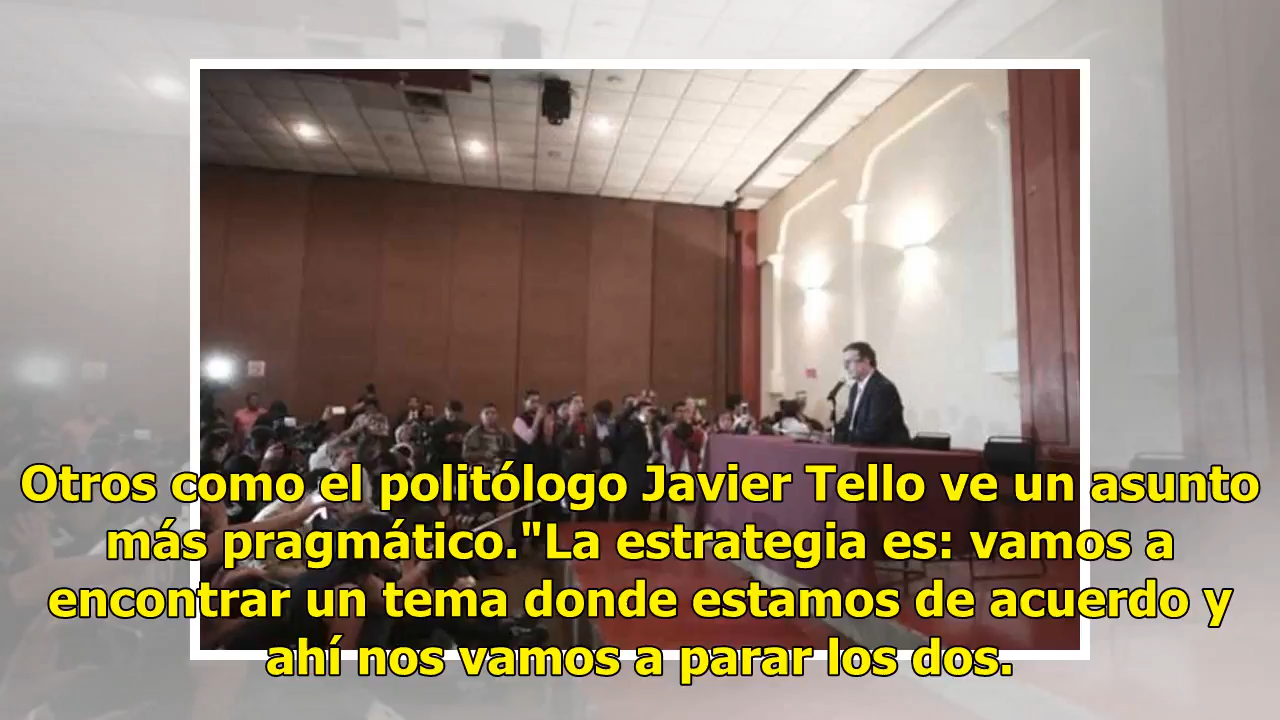 Otros como el politólogo Javier Tello ve un asunto
más pragmático."La estrategia es: vamos a
encontrar un tema donde estamos de acuerdo y
ahí nos vamos a parar los dos.